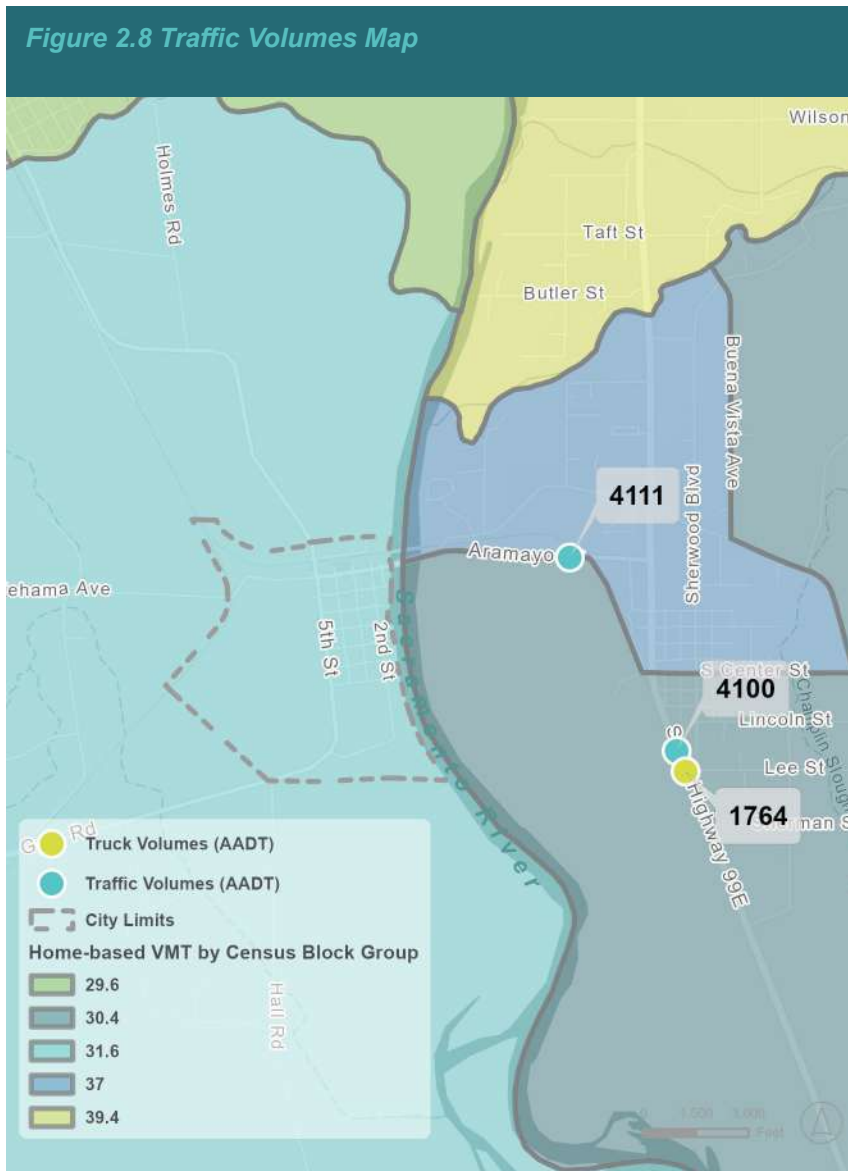 Figure 2.8 Traffic Volumes Map
Wilson
Holmes Rd
Taft St
Butler St
Buena Vista Ave
4111
Sherwood Blvd
Aramayo
ehama Ave
5th St
2nd St
Sacramento River
S Center St
4100
Champlin Slough
Lincoln St
S
Lee St
1764
Highway 99E
Rd
Truck Volumes (AADT)
Traffic Volumes (AADT)
City Limits
Home-based VMT by Census Block Group
29.6
30.4
31.6
37
39.4
Hall Rd
0
Feet
A